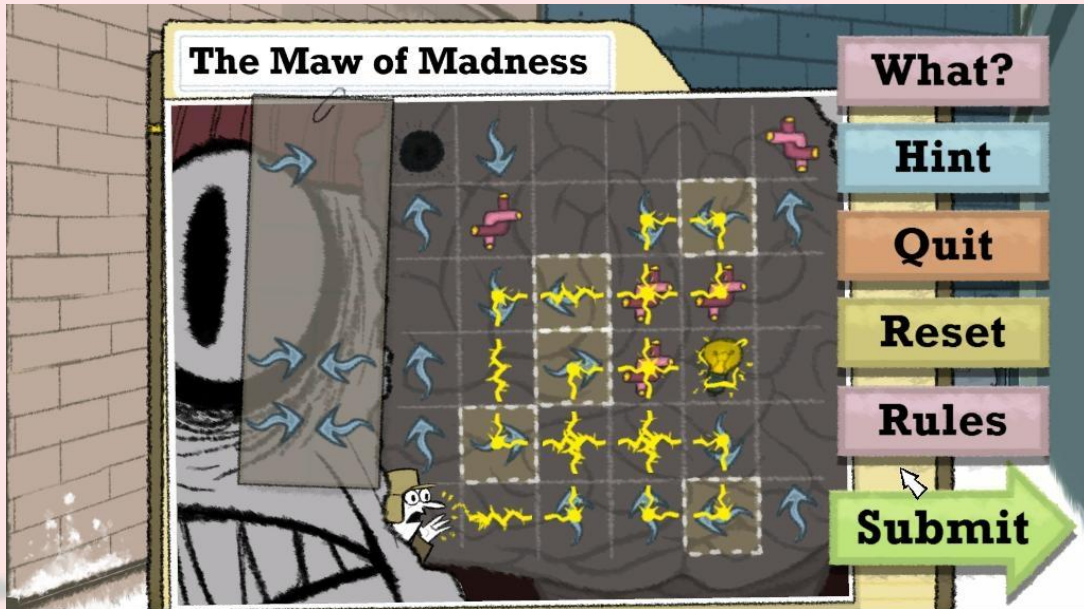 The Maw of Madness
What?
Hint
Quit
Reset
Rules
Submit